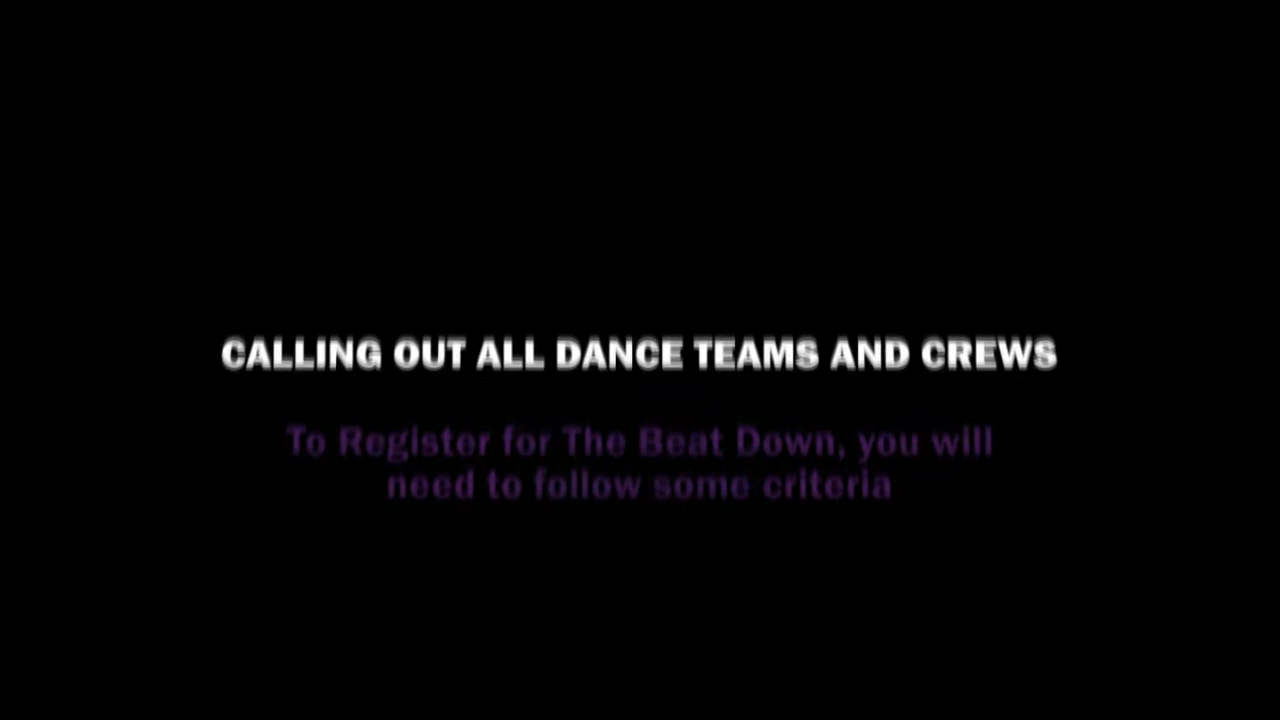 CALLING OUT ALL DANCE TEAMS AND CREWS
To Register for The Beat Down, you will
need to follow some criteria